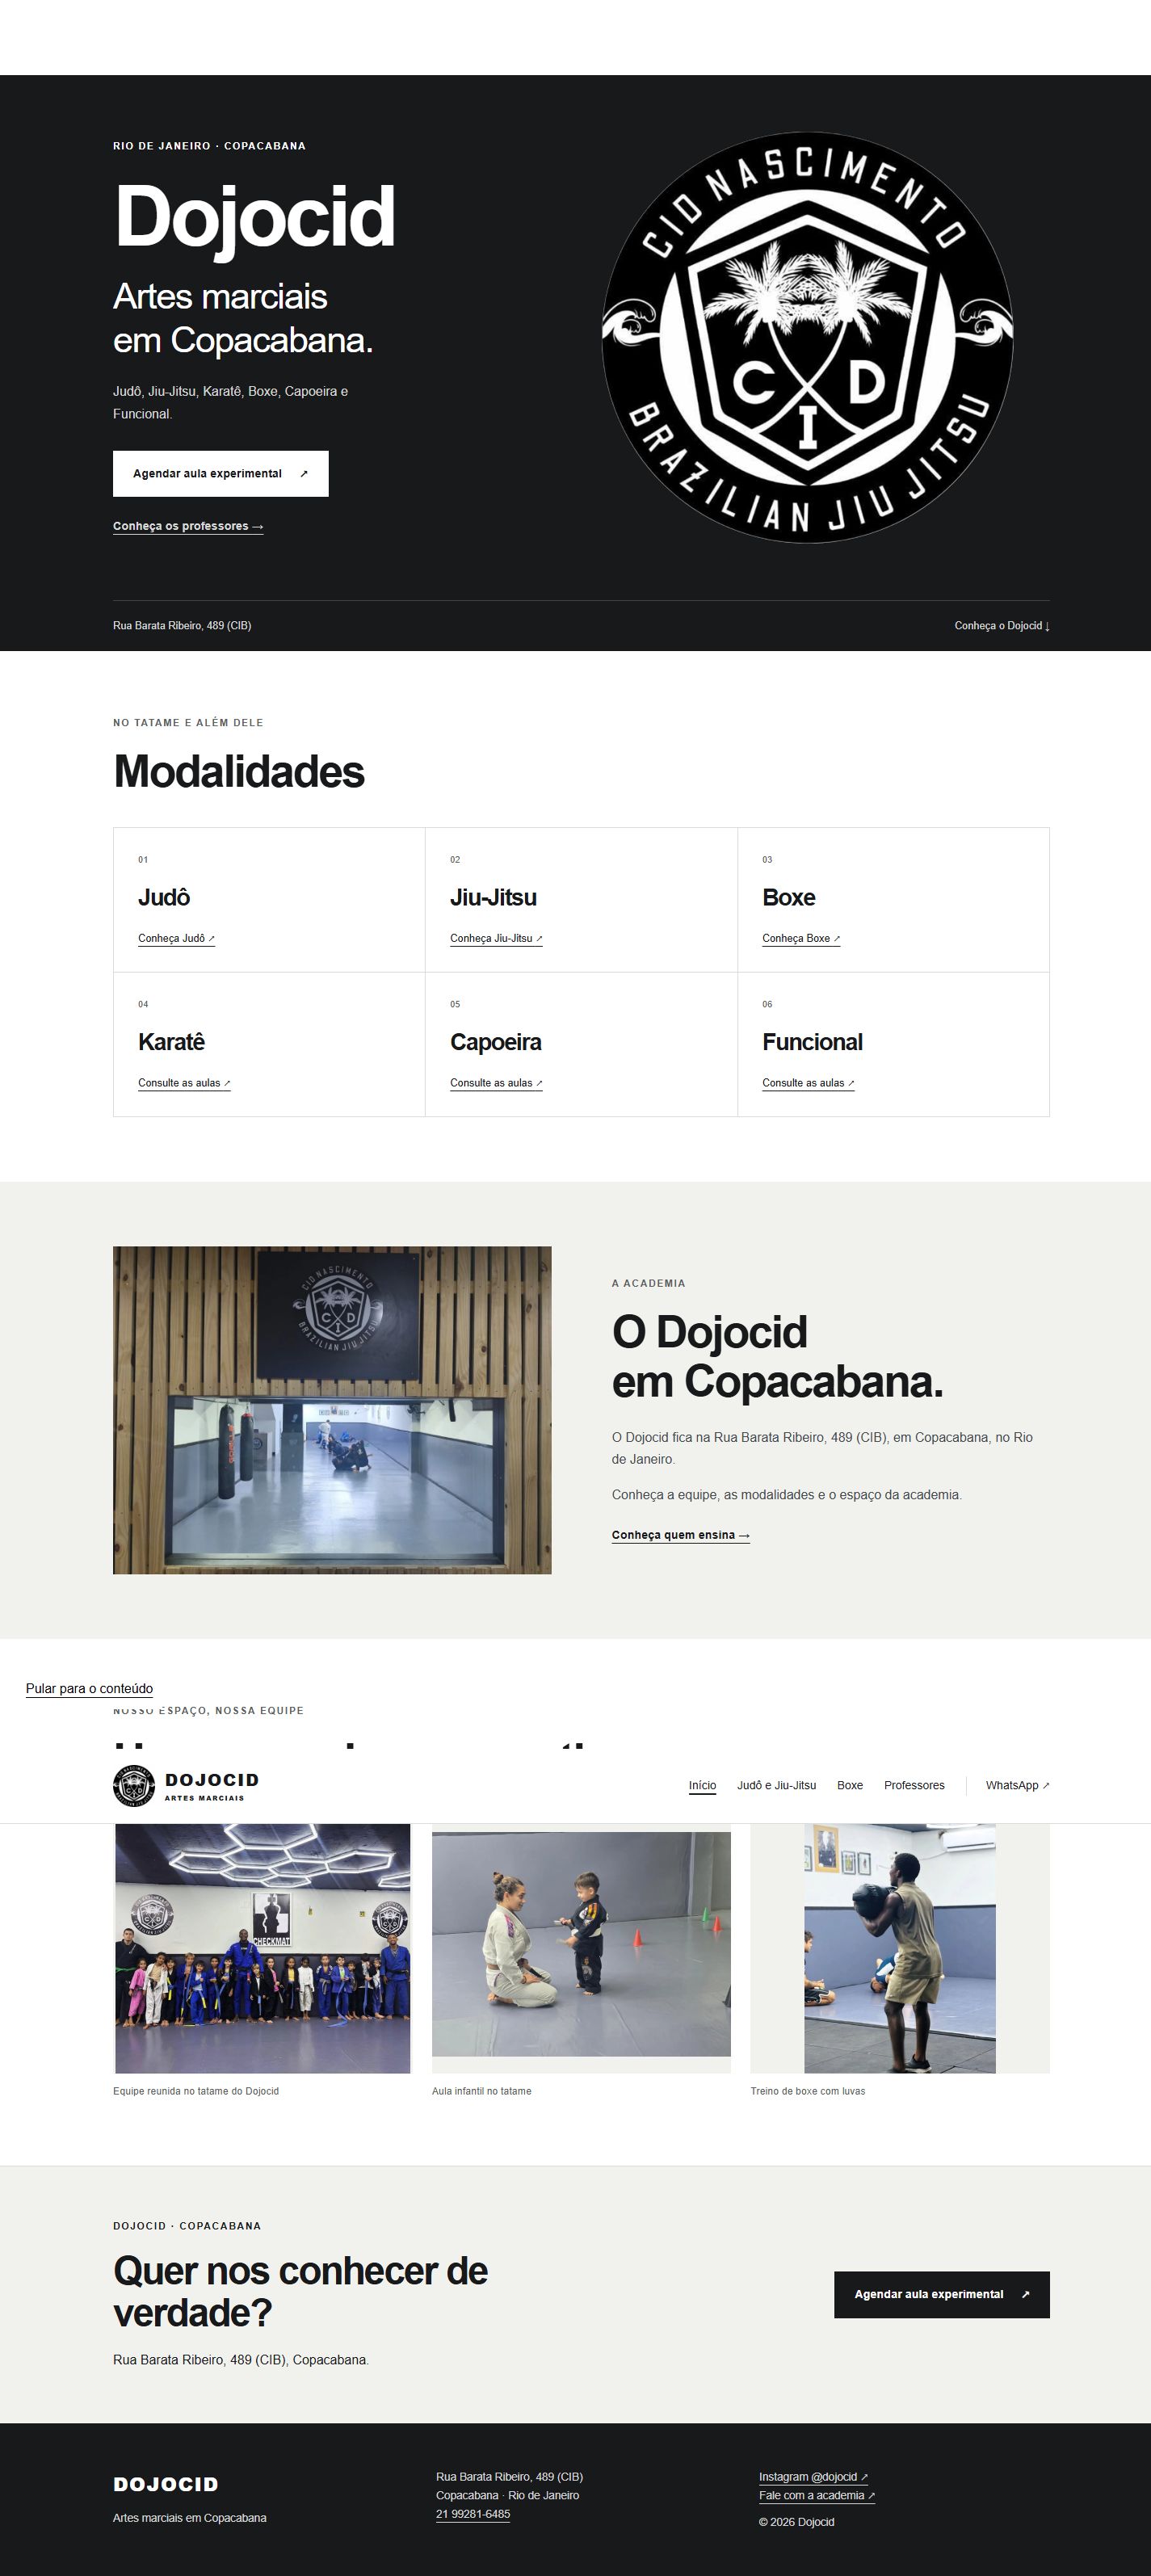 RIO DE JANEIRO · COPACABANA
Dojocid
Artes marciais
em Copacabana.
Judô, Jiu-Jitsu, Karatê, Boxe, Capoeira e
Funcional.
Agendar aula experimental ↗
Conheça os professores →
CID NASCIMENTO
CID
BRAZILIAN JIU JITSU
Rua Barata Ribeiro, 489 (CIB)
Conheça o Dojocid ↓
NO TATAME E ALÉM DELE
Modalidades
01
Judô
Conheça Judô ↗
02
Jiu-Jitsu
Conheça Jiu-Jitsu ↗
03
Boxe
Conheça Boxe ↗
04
Karatê
Consulte as aulas ↗
05
Capoeira
Consulte as aulas ↗
06
Funcional
Consulte as aulas ↗
CID NASCIMENTO
CID
BRAZILIAN JIU JITSU
A ACADEMIA
O Dojocid
em Copacabana.
O Dojocid fica na Rua Barata Ribeiro, 489 (CIB), em Copacabana, no Rio
de Janeiro.
Conheça a equipe, as modalidades e o espaço da academia.
Conheça quem ensina →
Pular para o conteúdo
NOSSO ESPAÇO, NOSSA EQUIPE
DOJOCID
ARTES MARCIAIS
Início
Judô e Jiu-Jitsu
Boxe
Professores
WhatsApp ↗
CHECKMAT
Equipe reunida no tatame do Dojocid
Aula infantil no tatame
Treino de boxe com luvas
DOJOCID · COPACABANA
Quer nos conhecer de
verdade?
Rua Barata Ribeiro, 489 (CIB), Copacabana.
Agendar aula experimental ↗
DOJOCID
Artes marciais em Copacabana
Rua Barata Ribeiro, 489 (CIB)
Copacabana · Rio de Janeiro
21 99281-6485
Instagram @dojocid ↗
Fale com a academia ↗
© 2026 Dojocid